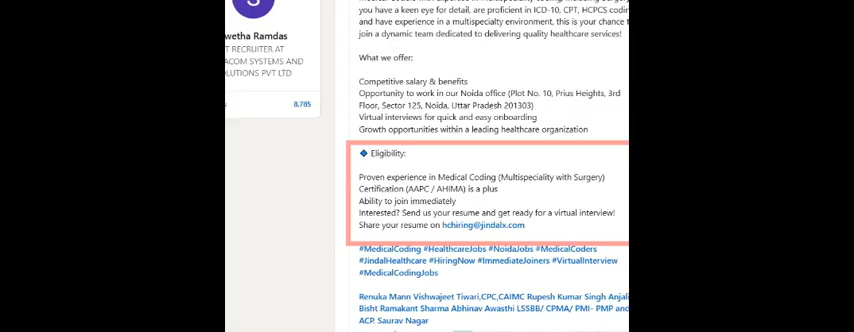 wetha Ramdas
T RECRUITER AT
ACOM SYSTEMS AND
OLUTIONS PVT LTD
8,785
you have a keen eye for detail, are proficient in ICD-10, CPT, HCPCS codin
and have experience in a multispecialty environment, this is your chance t
join a dynamic team dedicated to delivering quality healthcare services!
What we offer:
Competitive salary & benefits
Opportunity to work in our Noida office (Plot No. 10, Prius Heights, 3rd
Floor, Sector 125, Noida, Uttar Pradesh 201303)
Virtual interviews for quick and easy onboarding
Growth opportunities within a leading healthcare organization
Eligibility:
Proven experience in Medical Coding (Multispeciality with Surgery)
Certification (AAPC / AHIMA) is a plus
Ability to join immediately
Interested? Send us your resume and get ready for a virtual interview!
Share your resume on hchiring@jindalx.com
#MedicalCoding #HealthcareJobs #NoidaJobs #MedicalCoders
#JindalHealthcare #HiringNow #ImmediateJoiners #VirtualInterview
#MedicalCodingJobs
Renuka Mann Vishwajeet Tiwari,CPC,CAIMC Rupesh Kumar Singh Anjali
Bisht Ramakant Sharma Abhinav Awasthi LSSBB/ CPMA/ PMI- PMP and
ACP. Saurav Nagar